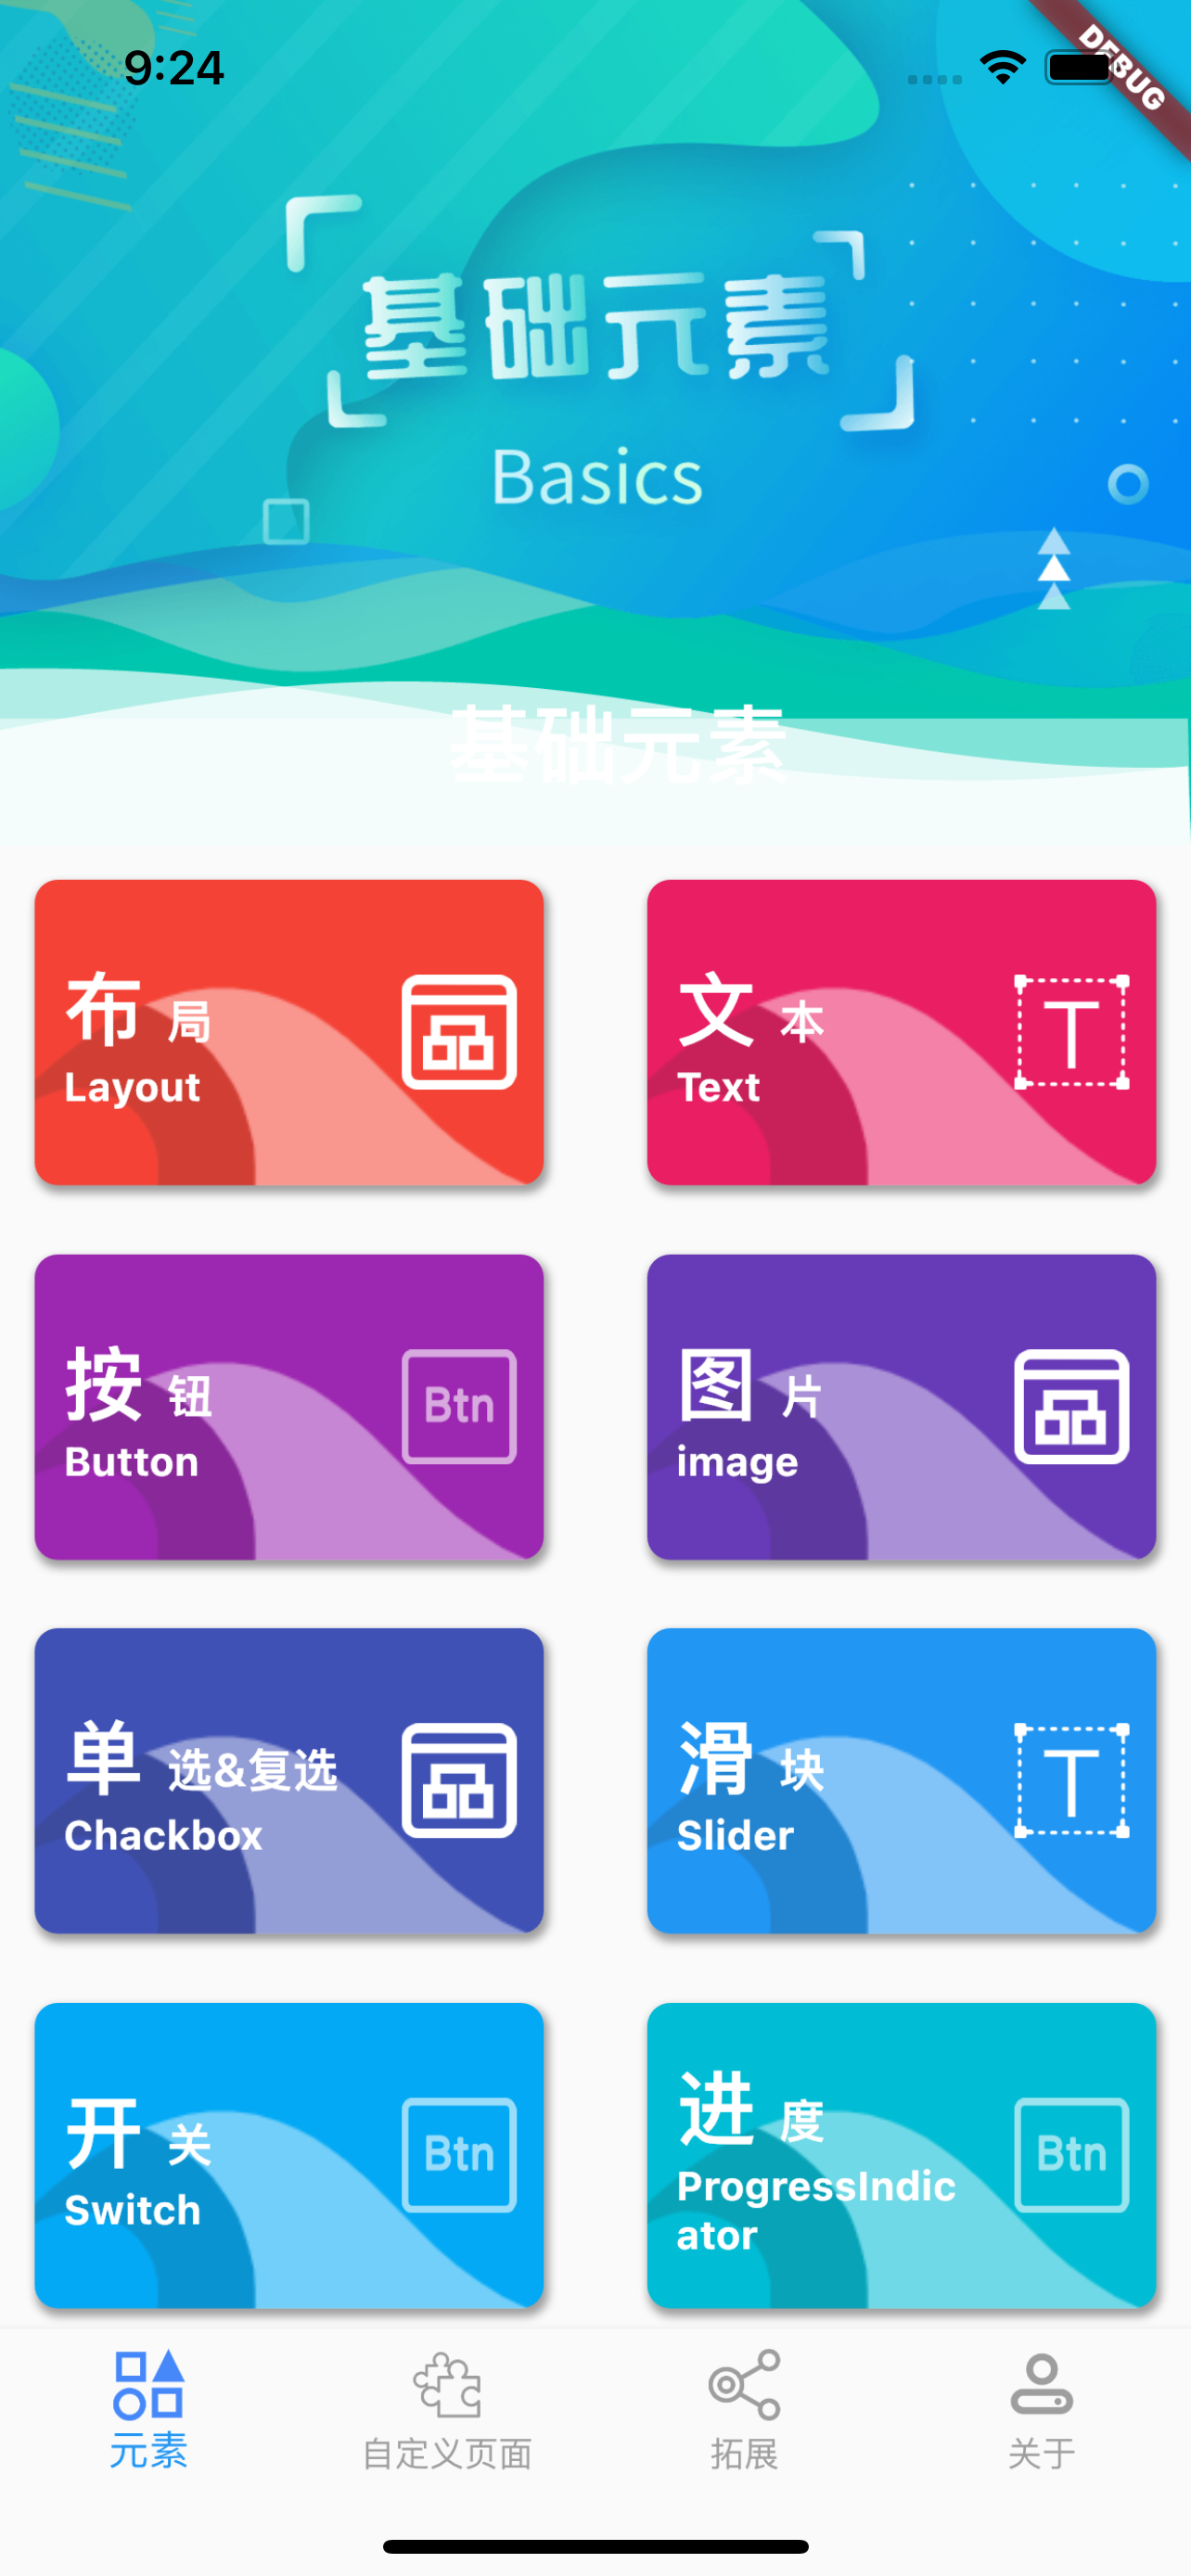 9:24
DEBUG
基础元素
Basics
基础元素
布 局
Layout
文 本
Text
按 钮
Button
Btn
图 片
image
单 选&复选
Chackbox
滑 块
Slider
开 关
Switch
Btn
进 度
ProgressIndic
ator
Btn
元素
自定义页面
拓展
关于